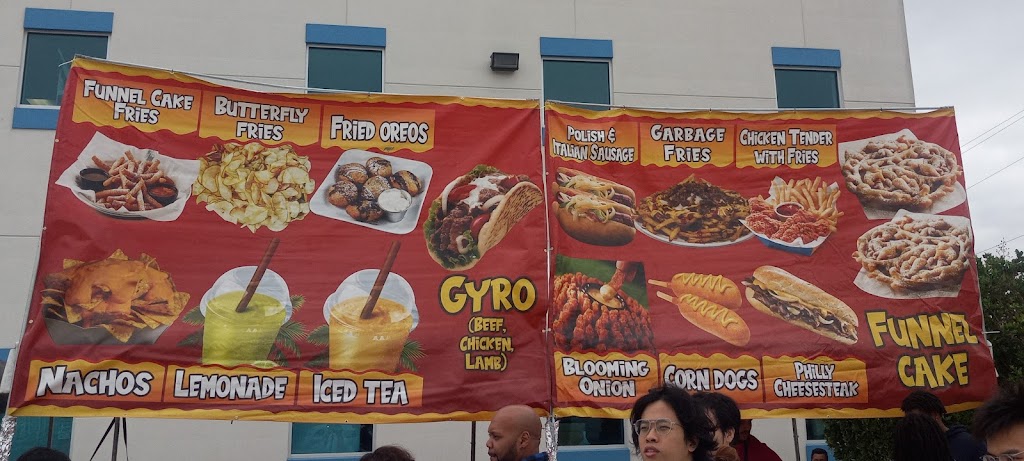 FUNNEL CAKE
FRIES
BUTTERFLY
FRIES
FRIED OREOS
NACHOS
LEMONADE
ICED TEA
GYRO
(BEEF,
CHICKEN,
LAMB)
POLISH &
ITALIAN SAUSAGE
GARBAGE
FRIES
CHICKEN TENDER
WITH FRIES
BLOOMING
ONION
CORN DOGS
PHILLY
CHEESESTEAK
FUNNEL
CAKE